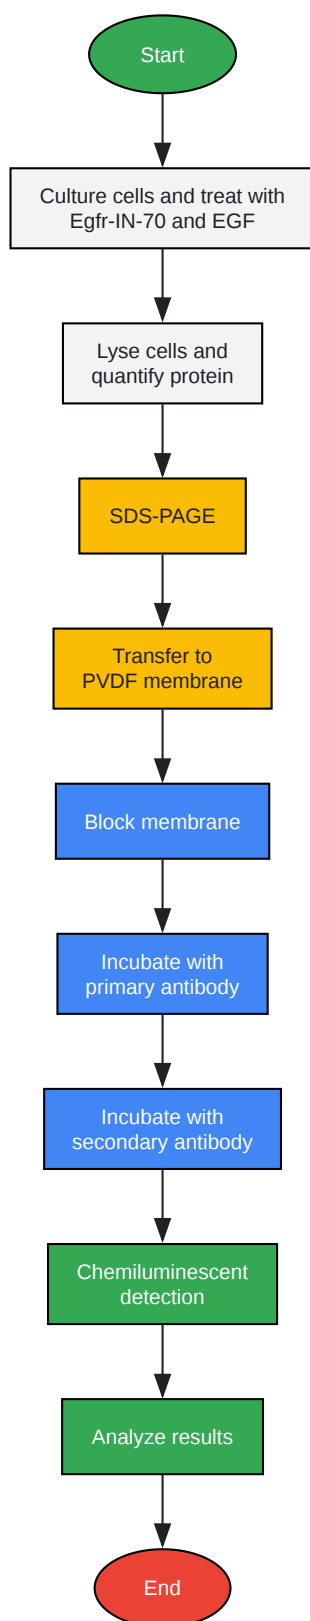 Start
Culture cells and treat with
Egfr-IN-70 and EGF
Lyse cells and
quantify protein
SDS-PAGE
Transfer to
PVDF membrane
Block membrane
Incubate with
primary antibody
Incubate with
secondary antibody
Chemiluminescent
detection
Analyze results
End